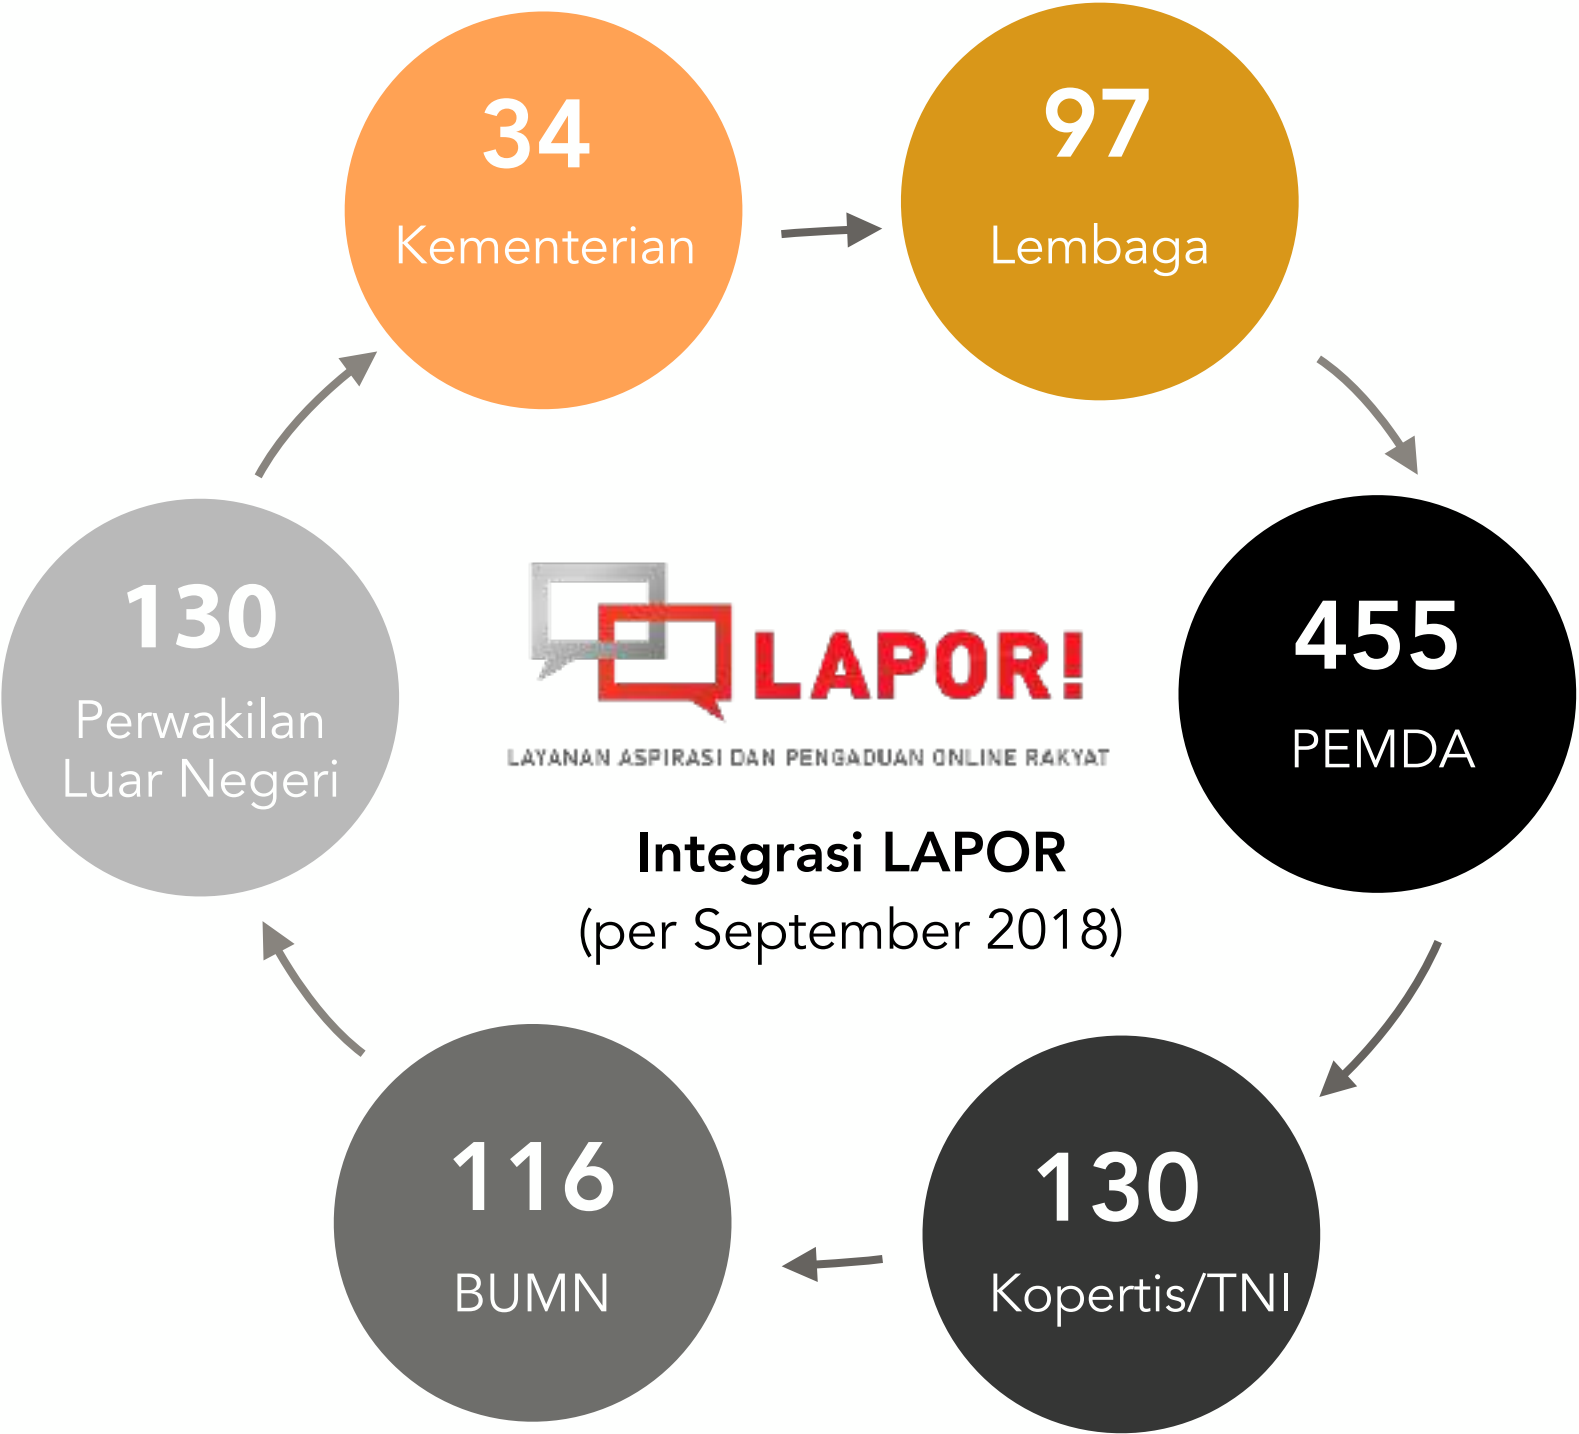 34
Kementerian
97
Lembaga
455
PEMDA
130
Kopertis/TNI
116
BUMN
130
Perwakilan
Luar Negeri
LAPOR!
LAYANAN ASPIRASI DAN PENGADUAN ONLINE RAKYAT
Integrasi LAPOR
(per September 2018)